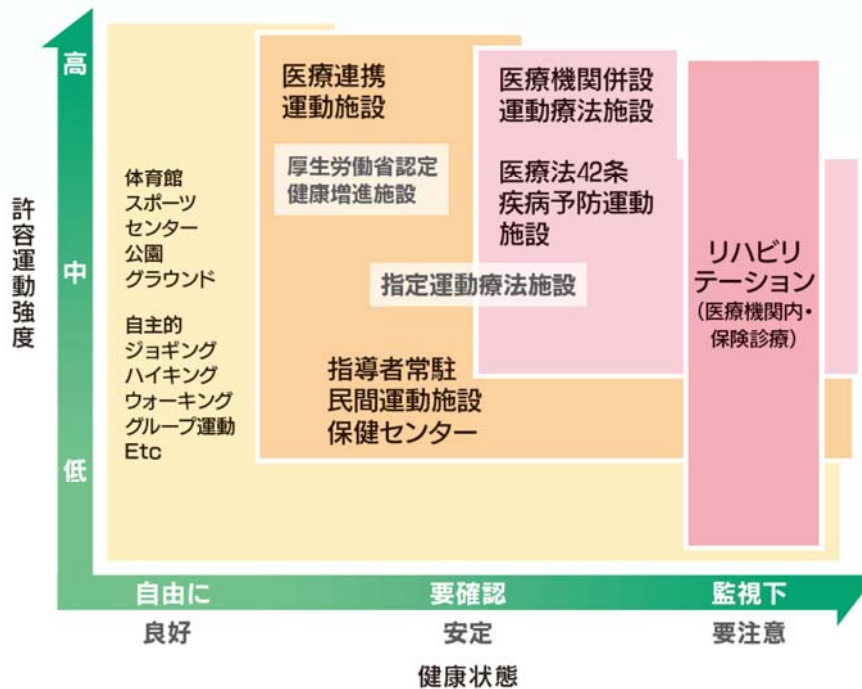 高
中
低
許容運動強度
体育館
スポーツ
センター
公園
グラウンド
自主的
ジョギング
ハイキング
ウォーキング
グループ運動
Etc
医療連携
運動施設
厚生労働省認定
健康増進施設
指定運動療法施設
指導者常駐
民間運動施設
保健センター
医療機関併設
運動療法施設
医療法42条
疾病予防運動
施設
リハビリ
テーション
(医療機関内・
保険診療)
自由に
要確認
監視下
良好
安定
要注意
健康状態